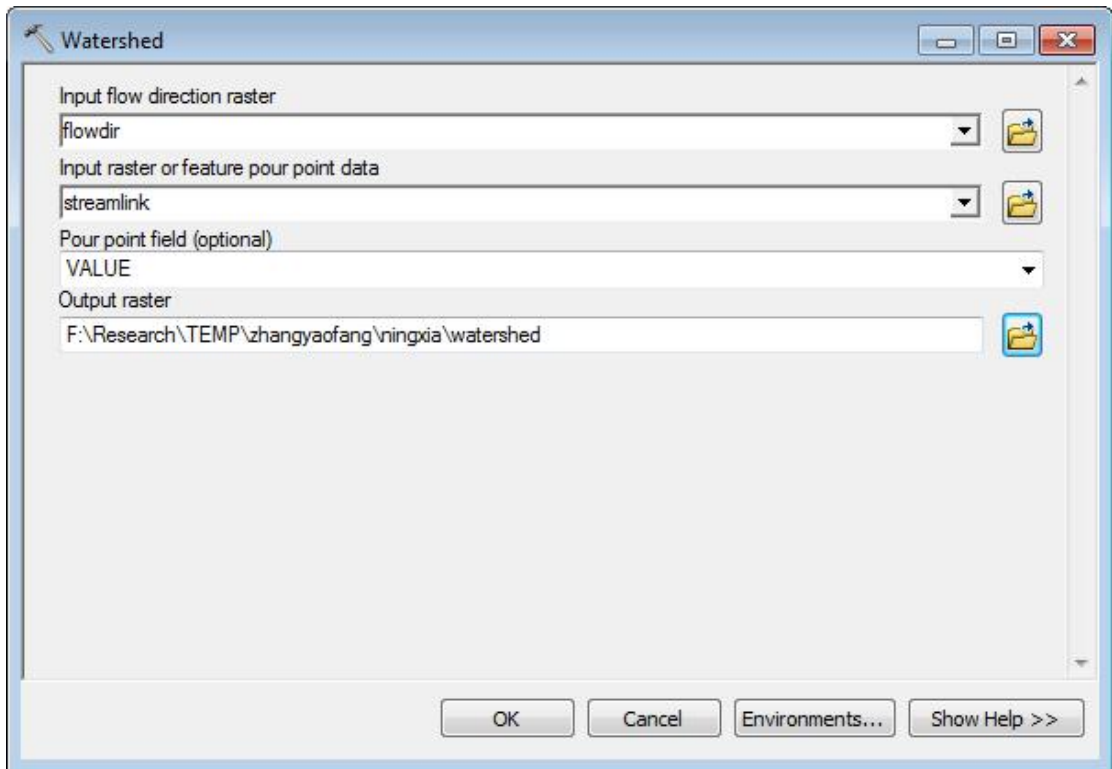 Watershed
Input flow direction raster
flowdir
Input raster or feature pour point data
streamlink
Pour point field (optional)
VALUE
Output raster
F:\Research\TEMP\zhangyaofang\ningxia\watershed
OK Cancel Environments... Show Help >>